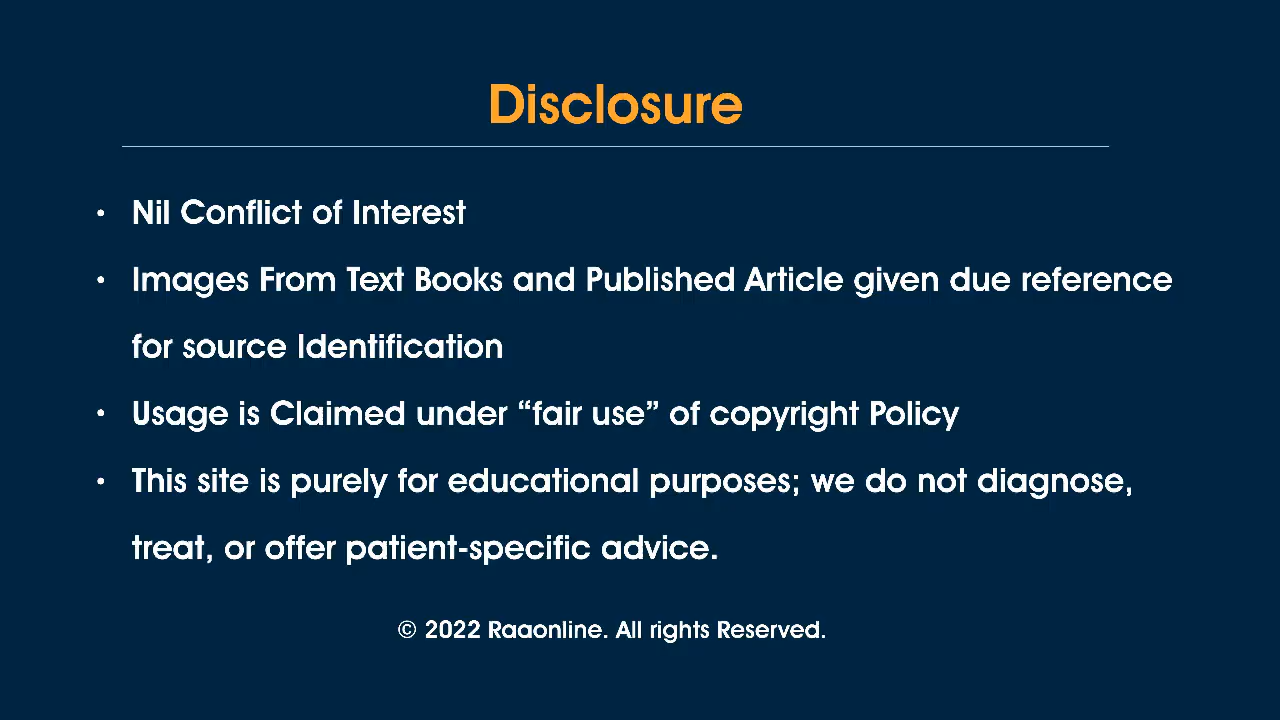 Disclosure
• Nil Conflict of Interest
• Images From Text Books and Published Article given due reference
for source Identification
• Usage is Claimed under “fair use” of copyright Policy
• This site is purely for educational purposes; we do not diagnose,
treat, or offer patient-specific advice.
© 2022 Raaonline. All rights Reserved.